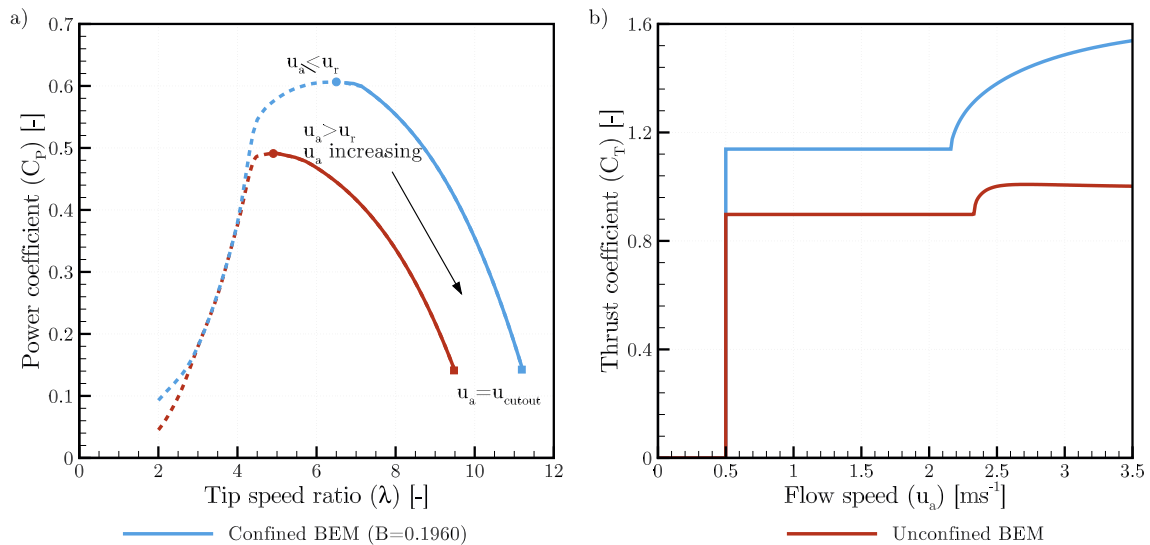 a)
0.7
0.6
0.5
0.4
0.3
0.2
0.1
0
Power coefficient (C_P) [-]
u_a<u_r
u_a>u_r
u_a increasing
u_a=u_cutout
0 2 4 6 8 10 12
Tip speed ratio (λ) [-]
b)
1.6
1.2
0.8
0.4
0
Thrust coefficient (C_T) [-]
0 0.5 1 1.5 2 2.5 3 3.5
Flow speed (u_a) [ms⁻¹]
Confined BEM (B=0.1960)
Unconfined BEM